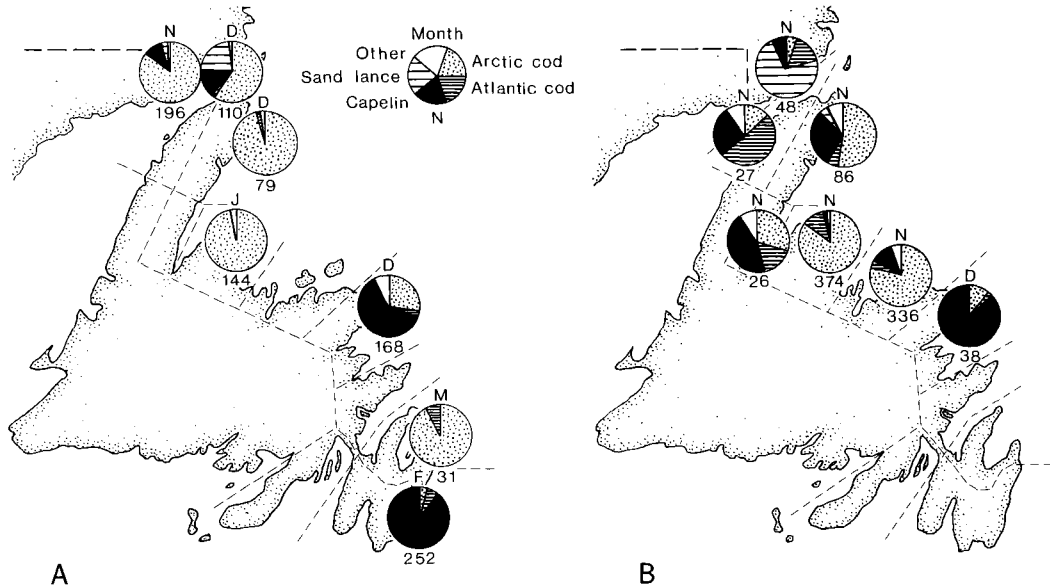 N D
196 110
D
79
J
144
D
168
M
F/31
252
A
Month
Other Arctic cod
Sand lance Atlantic cod
Capelin
N
N
48
N N
27 86
N N
26 374
N
336
D
38
B